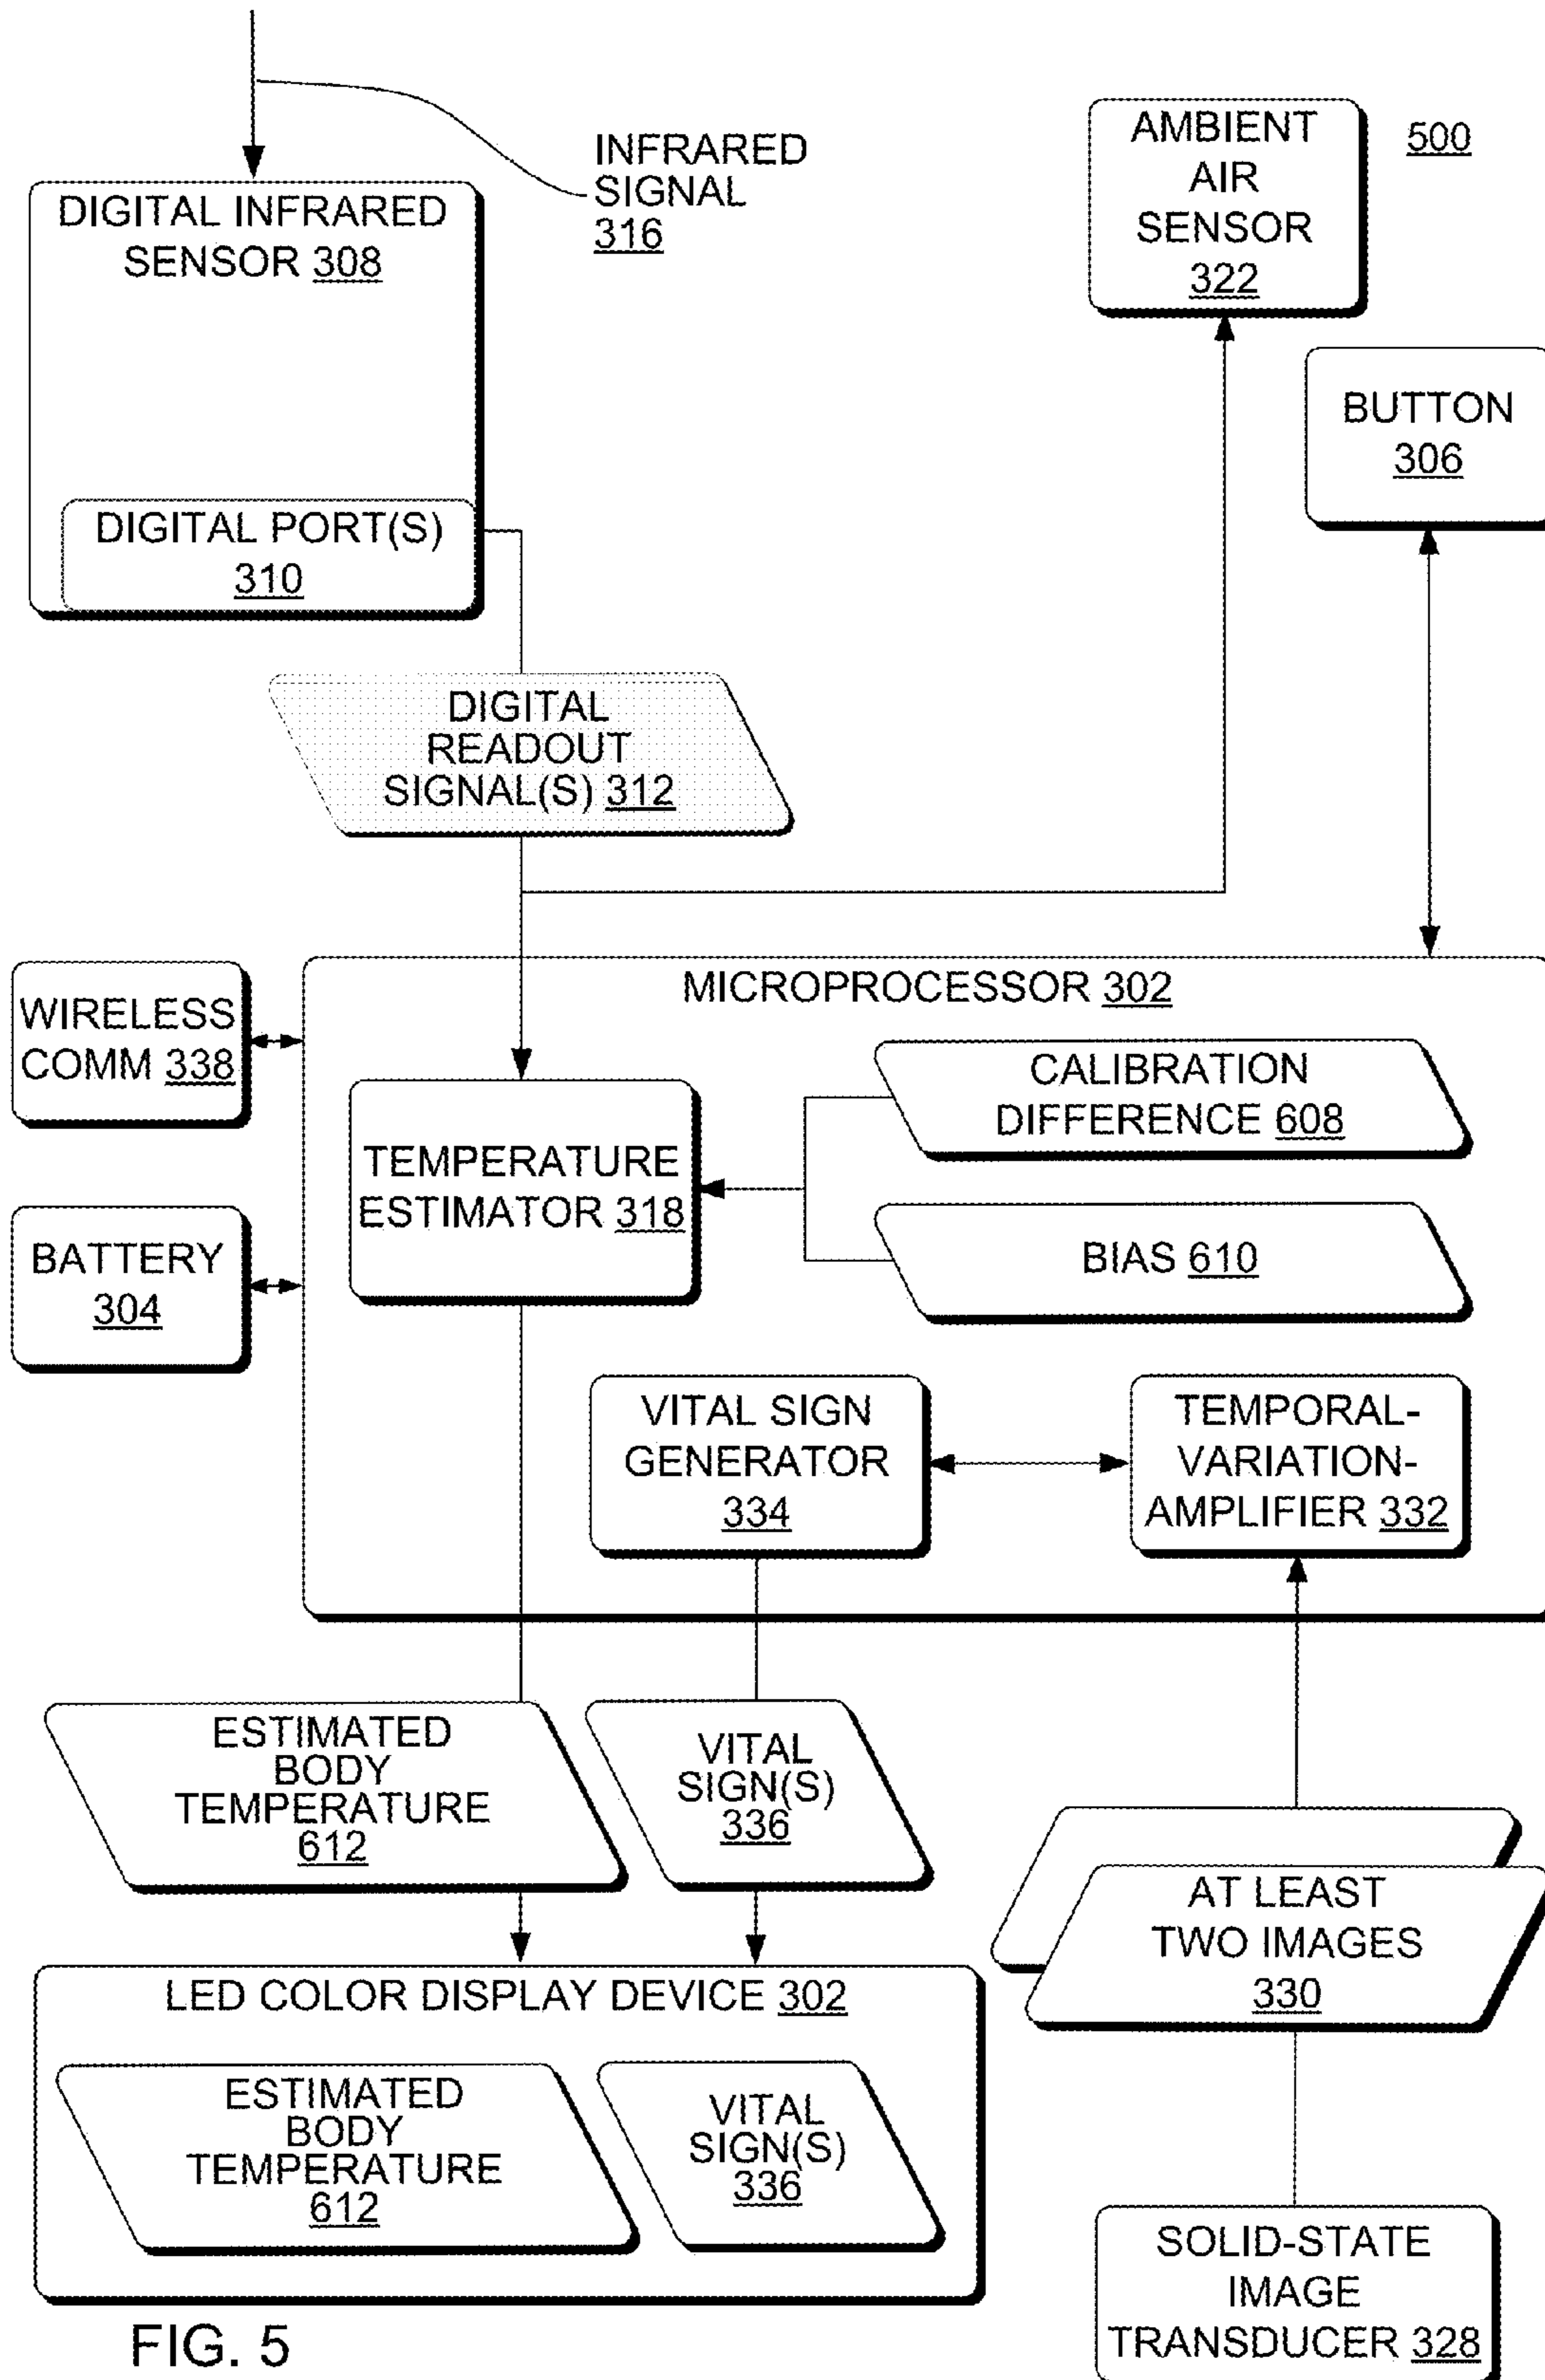 INFRARED
SIGNAL
316
AMBIENT
AIR
SENSOR
322
500
DIGITAL INFRARED
SENSOR 308
BUTTON
306
DIGITAL PORT(S)
310
DIGITAL
READOUT
SIGNAL(S) 312
MICROPROCESSOR 302
WIRELESS
COMM 338
CALIBRATION
DIFFERENCE 608
TEMPERATURE
ESTIMATOR 318
BATTERY
304
BIAS 610
VITAL SIGN
GENERATOR
334
TEMPORAL-
VARIATION-
AMPLIFIER 332
ESTIMATED
BODY
TEMPERATURE
612
VITAL
SIGN(S)
336
AT LEAST
TWO IMAGES
330
LED COLOR DISPLAY DEVICE 302
ESTIMATED
BODY
TEMPERATURE
612
VITAL
SIGN(S)
336
SOLID-STATE
IMAGE
TRANSDUCER 328
FIG. 5